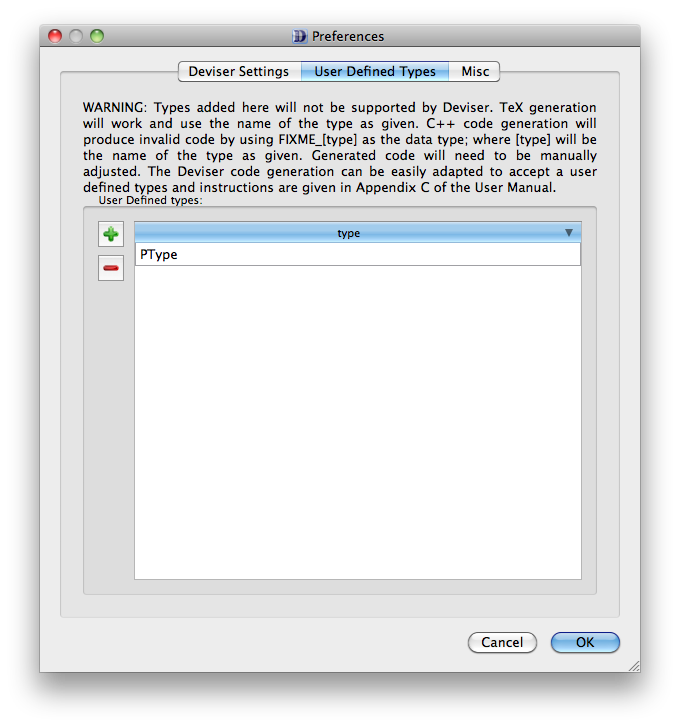 Preferences
Deviser Settings User Defined Types Misc
WARNING: Types added here will not be supported by Deviser. TeX generation
will work and use the name of the type as given. C++ code generation will
produce invalid code by using FIXME_[type] as the data type; where [type] will be
the name of the type as given. Generated code will need to be manually
adjusted. The Deviser code generation can be easily adapted to accept a user
defined types and instructions are given in Appendix C of the User Manual.
User Defined types:
type
PType
Cancel OK